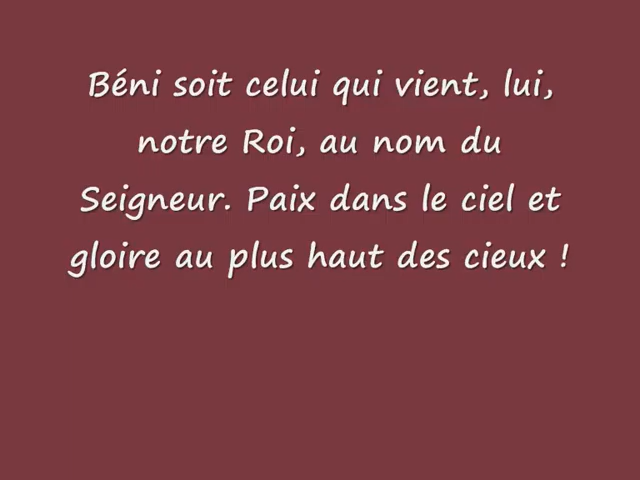 Béni soit celui qui vient, lui,
notre Roi, au nom du
Seigneur. Paix dans le ciel et
gloire au plus haut des cieux !